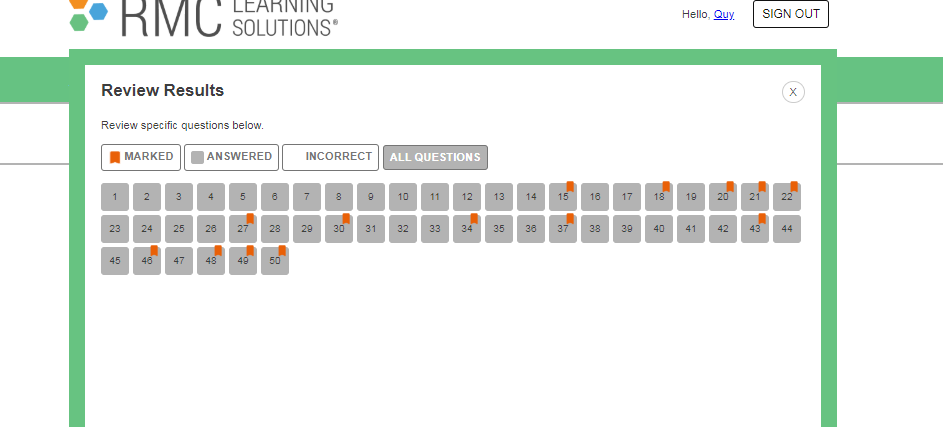 RMC LEARNING
SOLUTIONS®
Hello, Quy SIGN OUT
Review Results
X
Review specific questions below.
MARKED ANSWERED INCORRECT ALL QUESTIONS
1 2 3 4 5 6 7 8 9 10 11 12 13 14 15 16 17 18 19 20 21 22
23 24 25 26 27 28 29 30 31 32 33 34 35 36 37 38 39 40 41 42 43 44
45 46 47 48 49 50